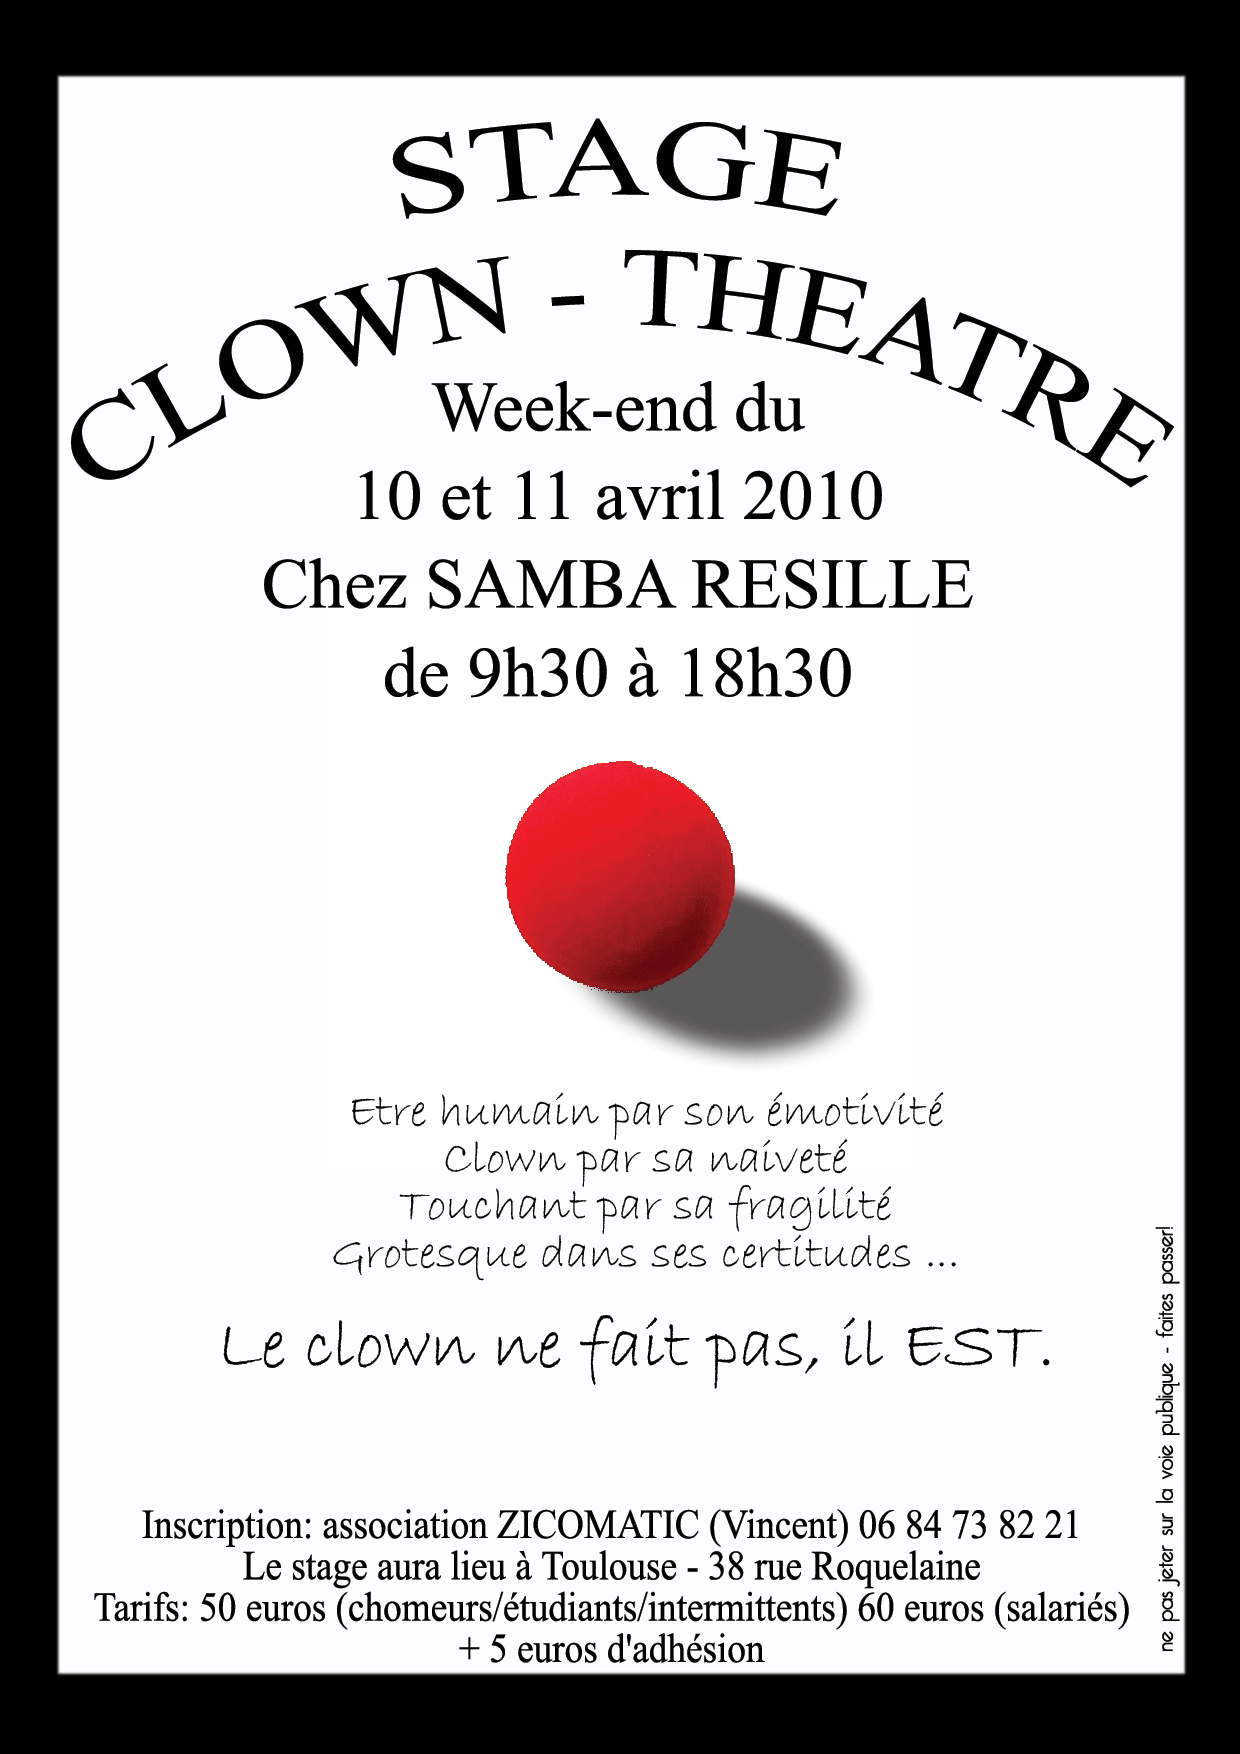 STAGE
CLOWN - THEATRE
Week-end du
10 et 11 avril 2010
Chez SAMBA RESILLE
de 9h30 à 18h30
Etre humain par son émotivité
Clown par sa naiveté
Touchant par sa fragilité
Grotesque dans ses certitudes ...
Le clown ne fait pas, il EST.
Inscription: association ZICOMATIC (Vincent) 06 84 73 82 21
Le stage aura lieu à Toulouse - 38 rue Roquelaine
Tarifs: 50 euros (chomeurs/étudiants/intermittents) 60 euros (salariés)
+ 5 euros d'adhésion
ne pas jeter sur la voie publique - faites passer!